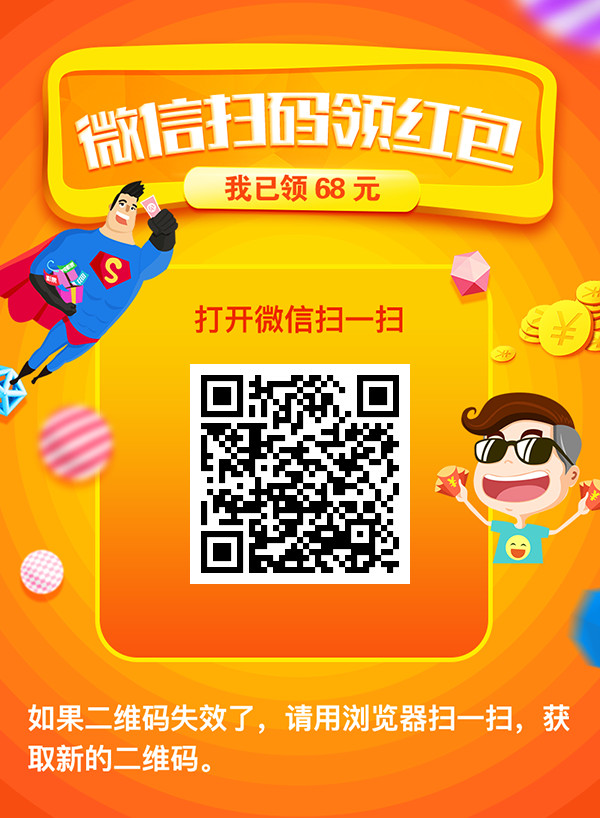 微信扫码领红包
我已领 68 元
S
打开微信扫一扫
如果二维码失效了，请用浏览器扫一扫，获
取新的二维码。